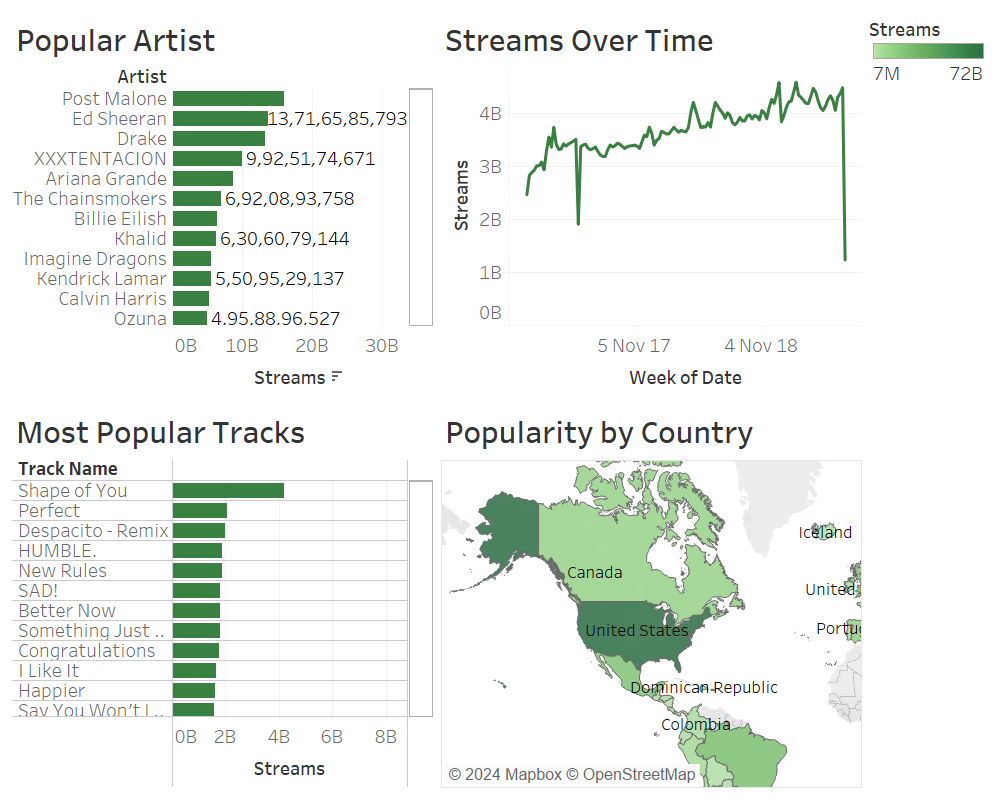 Popular Artist
Artist
Post Malone
Ed Sheeran 13,71,65,85,793
Drake
XXXTENTACION 9,92,51,74,671
Ariana Grande
The Chainsmokers 6,92,08,93,758
Billie Eilish
Khalid 6,30,60,79,144
Imagine Dragons
Kendrick Lamar 5,50,95,29,137
Calvin Harris
Ozuna 4,95,88,96,527
0B 10B 20B 30B
Streams
Streams Over Time
Streams
4B
3B
2B
1B
0B
5 Nov 17 4 Nov 18
Week of Date
Streams
7M 72B
Most Popular Tracks
Track Name
Shape of You
Perfect
Despacito - Remix
HUMBLE.
New Rules
SAD!
Better Now
Something Just ..
Congratulations
I Like It
Happier
Say You Won't L..
0B 2B 4B 6B 8B
Streams
Popularity by Country
Iceland
Canada
United
United States
Portug
Dominican Republic
Colombia
© 2024 Mapbox © OpenStreetMap